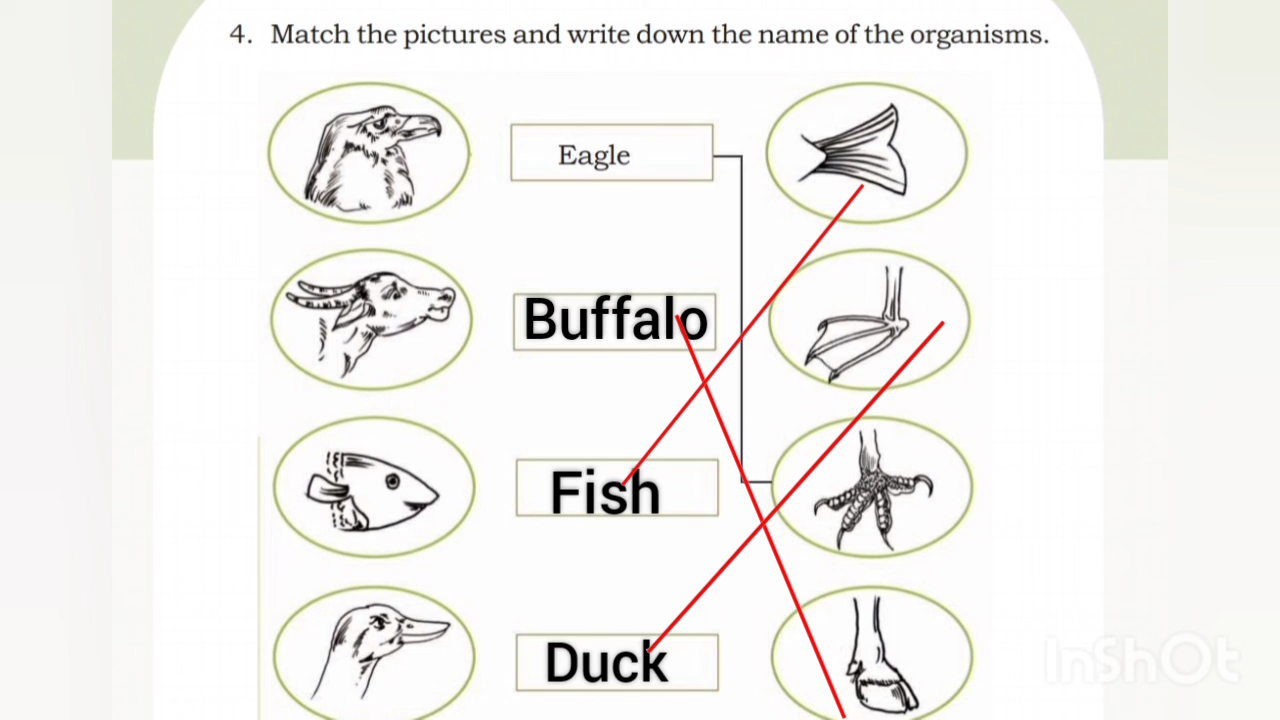 4. Match the pictures and write down the name of the organisms.
Eagle
Buffalo
Fish
Duck
InShOt